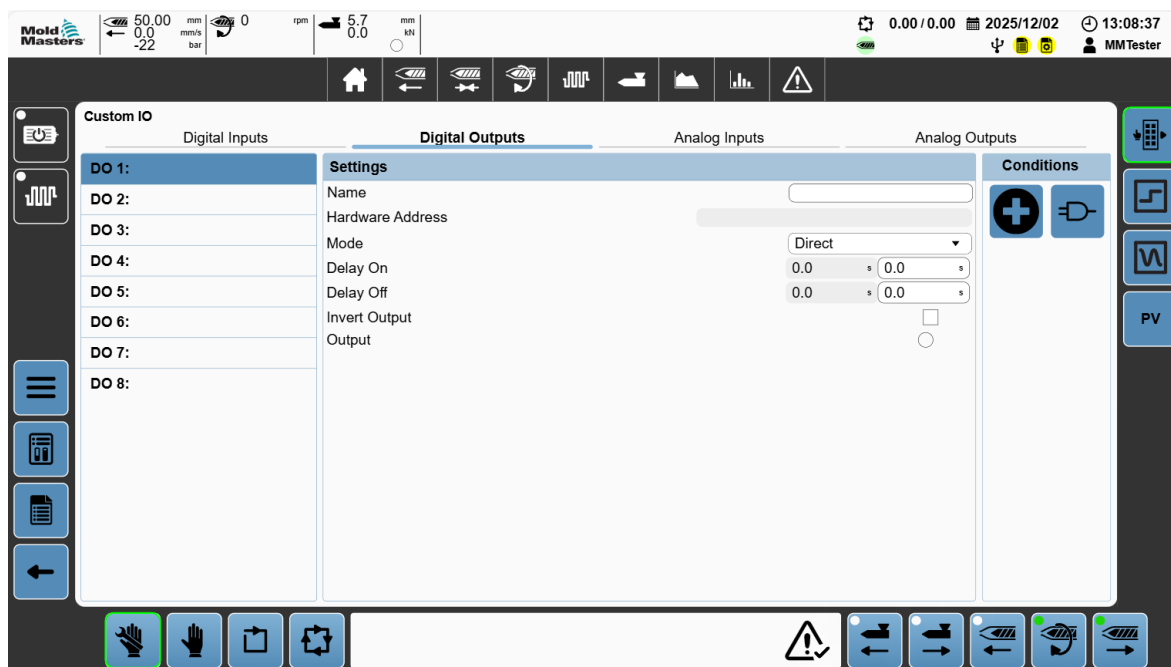 Mold Masters
50.00 mm
0.0 mm/s
-22 bar
0 rpm
5.7 mm
0.0 kN
0.00 / 0.00 2025/12/02 13:08:37
MMTester
Custom IO
Digital Inputs Digital Outputs Analog Inputs Analog Outputs
DO 1:
DO 2:
DO 3:
DO 4:
DO 5:
DO 6:
DO 7:
DO 8:
Settings
Name
Hardware Address
Mode Direct
Delay On 0.0 s 0.0 s
Delay Off 0.0 s 0.0 s
Invert Output
Output
Conditions
PV